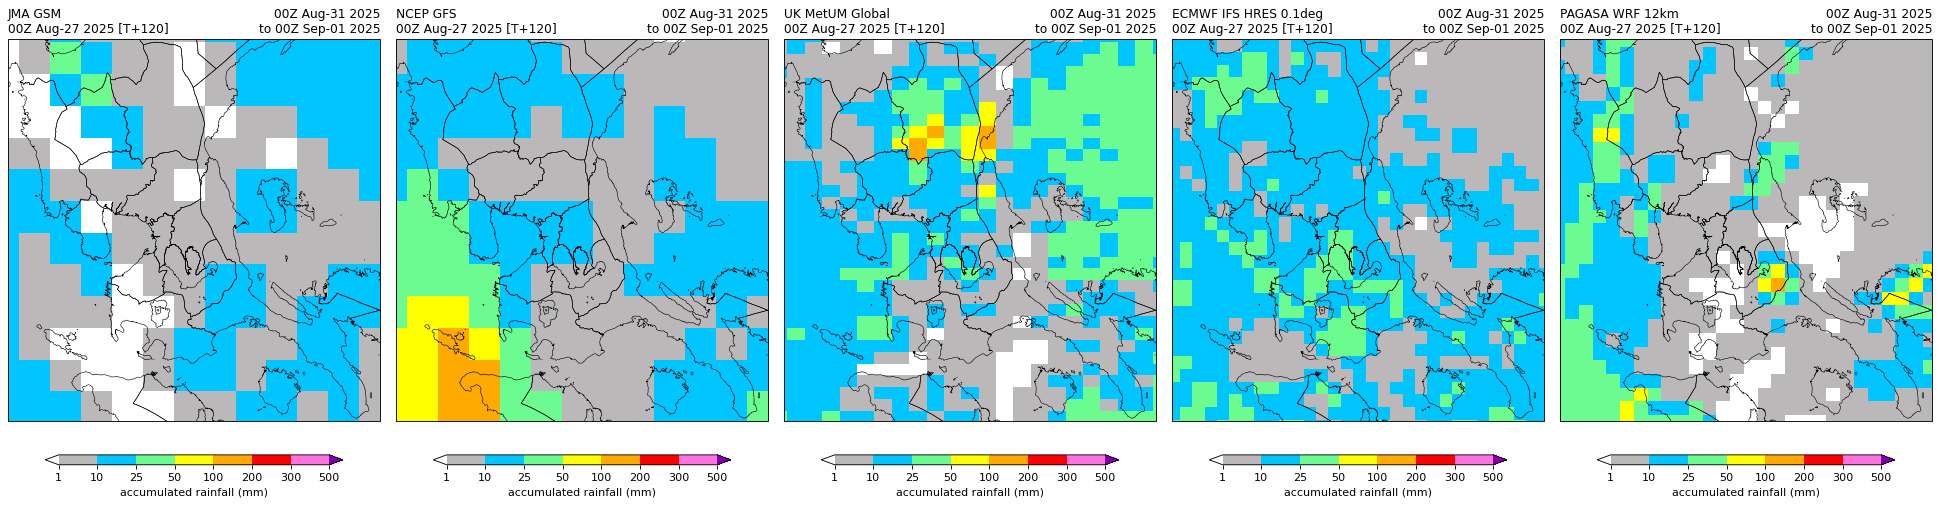 JMA GSM 00Z Aug-31 2025
00Z Aug-27 2025 [T+120] to 00Z Sep-01 2025
1 10 25 50 100 200 300 500
accumulated rainfall (mm)
NCEP GFS 00Z Aug-31 2025
00Z Aug-27 2025 [T+120] to 00Z Sep-01 2025
1 10 25 50 100 200 300 500
accumulated rainfall (mm)
UK MetUM Global 00Z Aug-31 2025
00Z Aug-27 2025 [T+120] to 00Z Sep-01 2025
1 10 25 50 100 200 300 500
accumulated rainfall (mm)
ECMWF IFS HRES 0.1deg 00Z Aug-31 2025
00Z Aug-27 2025 [T+120] to 00Z Sep-01 2025
1 10 25 50 100 200 300 500
accumulated rainfall (mm)
PAGASA WRF 12km 00Z Aug-31 2025
00Z Aug-27 2025 [T+120] to 00Z Sep-01 2025
1 10 25 50 100 200 300 500
accumulated rainfall (mm)